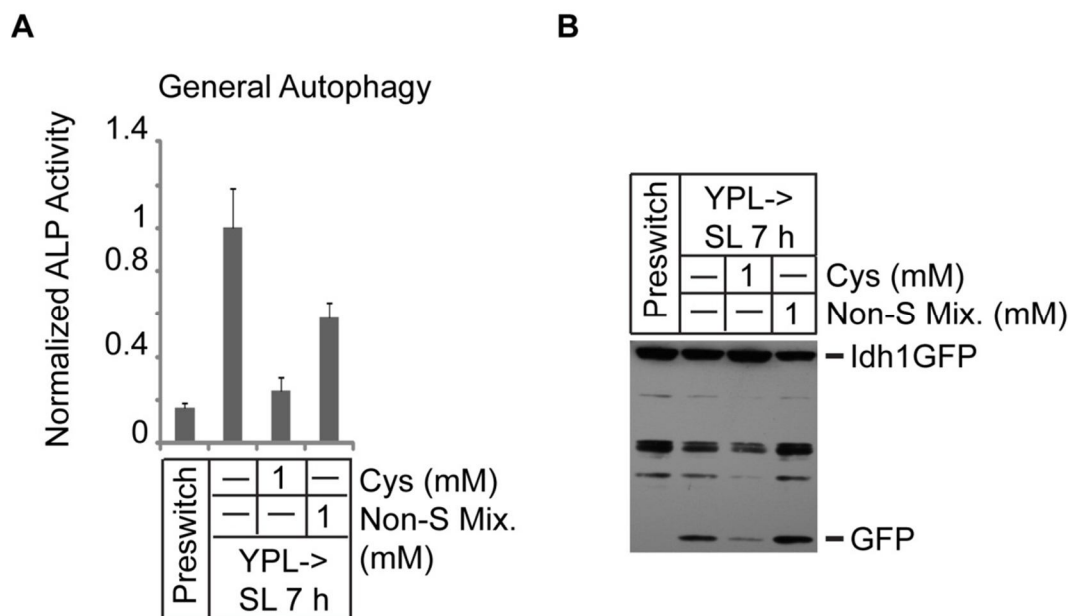 A
General Autophagy
Normalized ALP Activity
1.4
1
0.8
0.4
0
Preswitch
— 1 — Cys (mM)
— — 1 Non-S Mix.
(mM)
YPL->
SL 7 h
B
Preswitch
YPL->
SL 7 h
— 1 — Cys (mM)
— — 1 Non-S Mix. (mM)
– Idh1GFP
– GFP